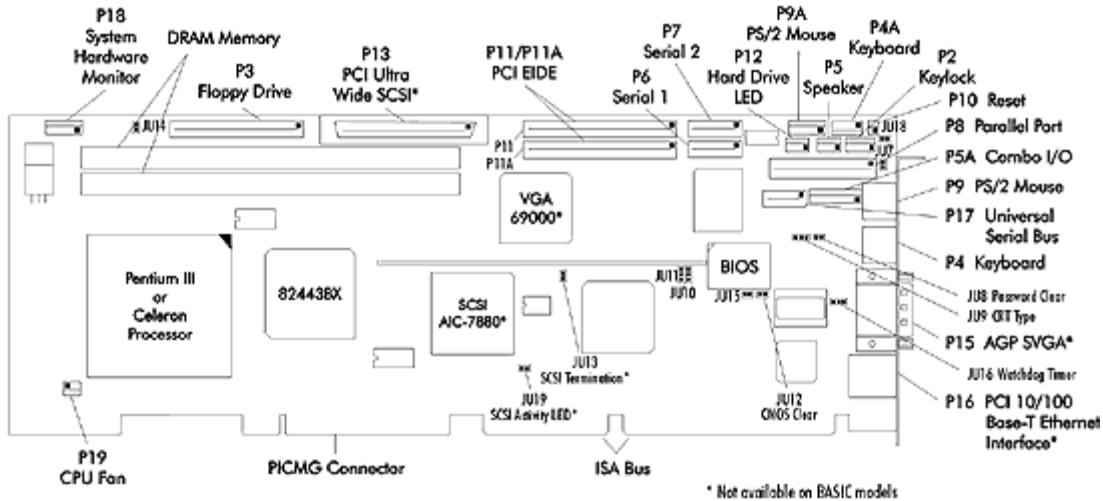 P18
System
Hardware
Monitor
DRAM Memory
P3
Floppy Drive
P13
PCI Ultra
Wide SCSI*
P11/P11A
PCI EIDE
P7
Serial 2
P6
Serial 1
P12
Hard Drive
LED
P9A
PS/2 Mouse
P5
Speaker
P4A
Keyboard
P2
Keylock
P10 Reset
P8 Parallel Port
P5A Combo I/O
P9 PS/2 Mouse
P17 Universal
Serial Bus
P4 Keyboard
JU8 Password Clear
JU9 CRT Type
P15 AGP SVGA*
JU16 Watchdog Timer
P16 PCI 10/100
Base-T Ethernet
Interface*
JU14
P11
P11A
JU18
JU7
VGA
69000*
Pentium III
or
Celeron
Processor
82443BX
SCSI
AIC-7880*
BIOS
JU11
JU10
JU15
JU13
SCSI Termination*
JU19
SCSI Activity LED*
JU12
CMOS Clear
P19
CPU Fan
PICMG Connector
ISA Bus
* Not available on BASIC models